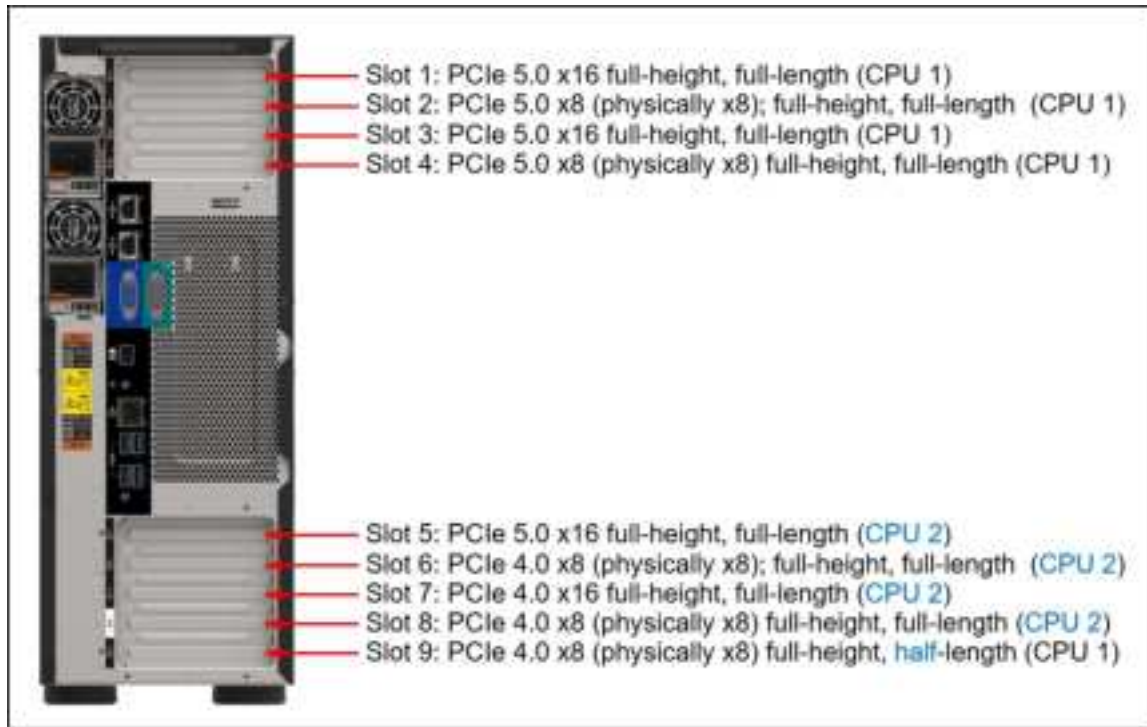 Slot 1: PCIe 5.0 x16 full-height, full-length (CPU 1)
Slot 2: PCIe 5.0 x8 (physically x8); full-height, full-length (CPU 1)
Slot 3: PCIe 5.0 x16 full-height, full-length (CPU 1)
Slot 4: PCIe 5.0 x8 (physically x8) full-height, full-length (CPU 1)
Slot 5: PCIe 5.0 x16 full-height, full-length (CPU 2)
Slot 6: PCIe 4.0 x8 (physically x8); full-height, full-length (CPU 2)
Slot 7: PCIe 4.0 x16 full-height, full-length (CPU 2)
Slot 8: PCIe 4.0 x8 (physically x8) full-height, full-length (CPU 2)
Slot 9: PCIe 4.0 x8 (physically x8) full-height, half-length (CPU 1)